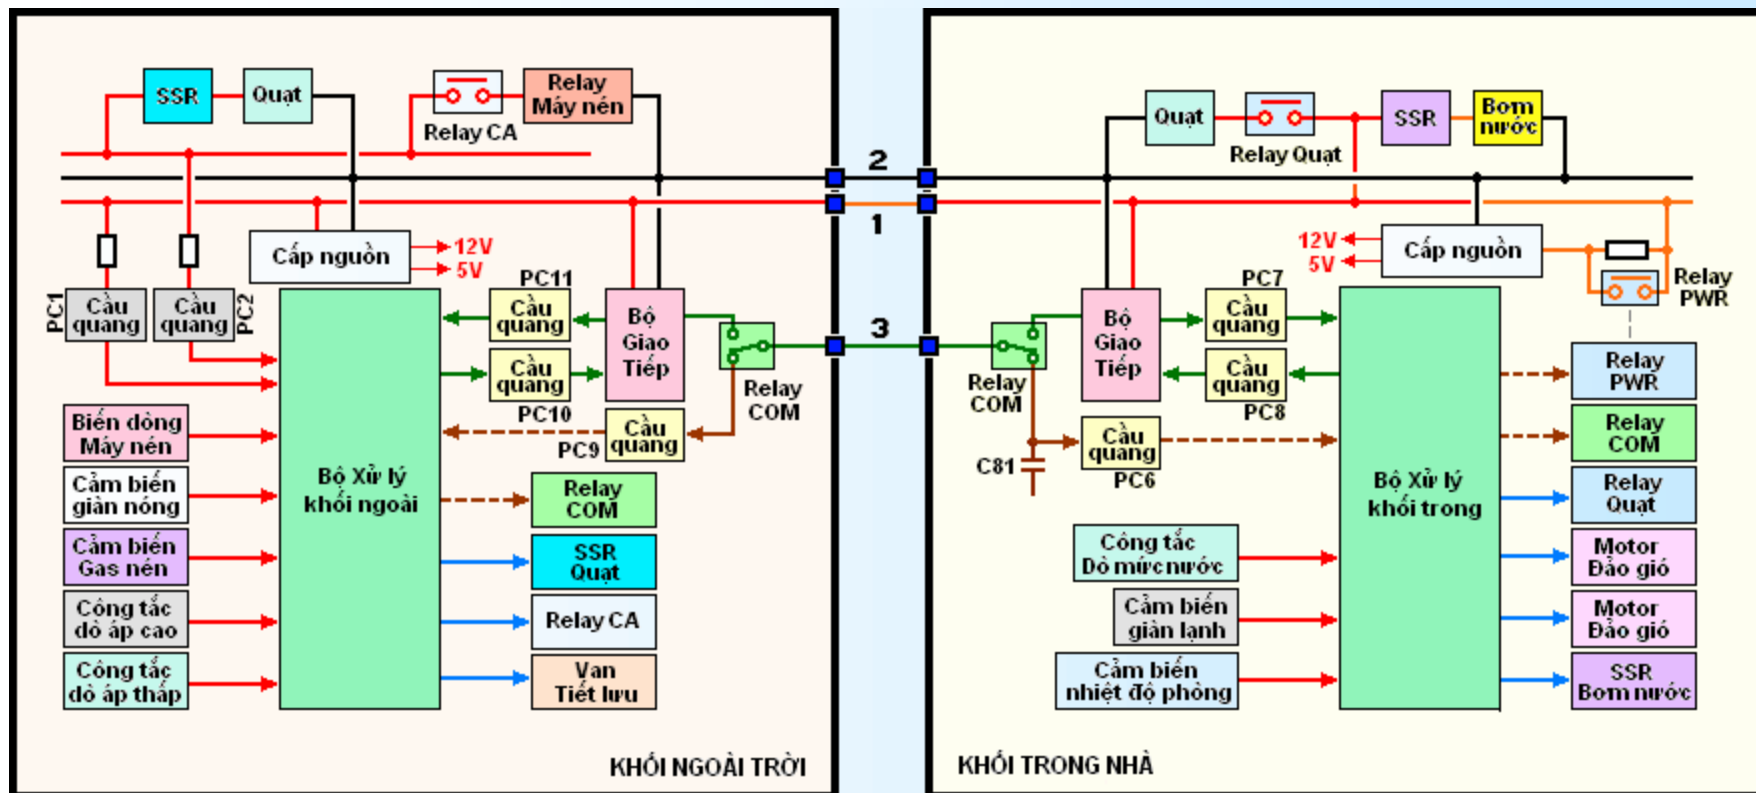 SSR
Quạt
Relay
Máy nén
Relay CA
Quạt
Relay Quạt
SSR
Bơm
nước
2
1
3
Cấp nguồn
12V
5V
12V
5V
Cấp nguồn
Relay
PWR
PC1
Cầu
quang
Cầu
quang
PC2
PC11
Cầu
quang
Bộ
Giao
Tiếp
Cầu
quang
PC10
Relay
COM
PC9
Cầu
quang
Relay
COM
Bộ
Giao
Tiếp
PC7
Cầu
quang
Cầu
quang
PC8
C81
Cầu
quang
PC6
Biến dòng
Máy nén
Cảm biến
giàn nóng
Cảm biến
Gas nén
Công tắc
dò áp cao
Công tắc
dò áp thấp
Bộ Xử lý
khối ngoài
Relay
COM
SSR
Quạt
Relay CA
Van
Tiết lưu
Công tắc
Dò mức nước
Cảm biến
giàn lạnh
Cảm biến
nhiệt độ phòng
Bộ Xử lý
khối trong
Relay
PWR
Relay
COM
Relay
Quạt
Motor
Đảo gió
Motor
Đảo gió
SSR
Bơm nước
KHỐI NGOÀI TRỜI
KHỐI TRONG NHÀ